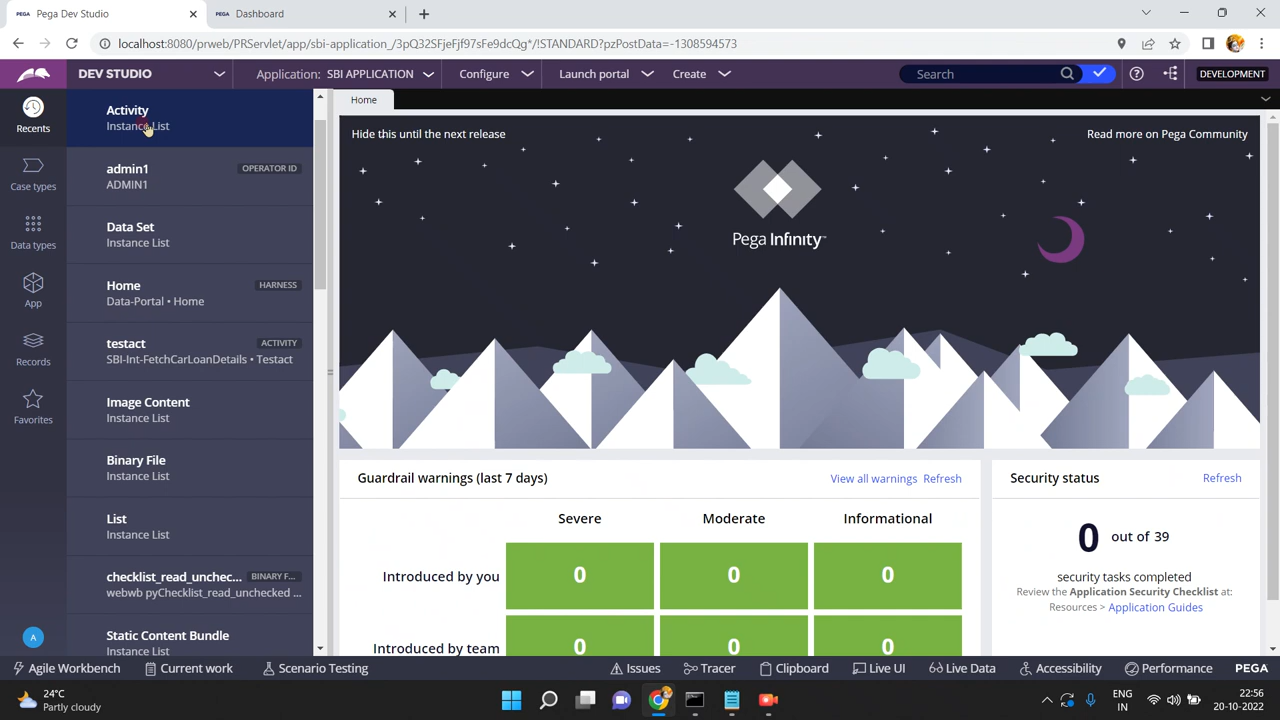 PEGA Pega Dev Studio
PEGA Dashboard
localhost:8080/prweb/PRServlet/app/sbi-application_/3pQ32SFjeFjf97sFe9dcQg*/!STANDARD?pzPostData=-1308594573
DEV STUDIO
Application: SBI APPLICATION
Configure
Launch portal
Create
Search
DEVELOPMENT
Recents
Case types
Data types
App
Records
Favorites
A
Activity
Instance List
admin1 OPERATOR ID
ADMIN1
Data Set
Instance List
Home HARNESS
Data-Portal • Home
testact ACTIVITY
SBI-Int-FetchCarLoanDetails • Testact
Image Content
Instance List
Binary File
Instance List
List
Instance List
checklist_read_unchec... BINARY F...
webwb pyChecklist_read_unchecked ...
Static Content Bundle
Instance List
Home
Hide this until the next release
Read more on Pega Community
Pega Infinity™
Guardrail warnings (last 7 days)
View all warnings Refresh
Severe Moderate Informational
Introduced by you 0 0 0
Introduced by team 0 0 0
Security status Refresh
0 out of 39
security tasks completed
Review the Application Security Checklist at:
Resources > Application Guides
Agile Workbench Current work Scenario Testing
Issues Tracer Clipboard Live UI Live Data Accessibility Performance PEGA
24°C
Partly cloudy
ENG
IN
22:56
20-10-2022